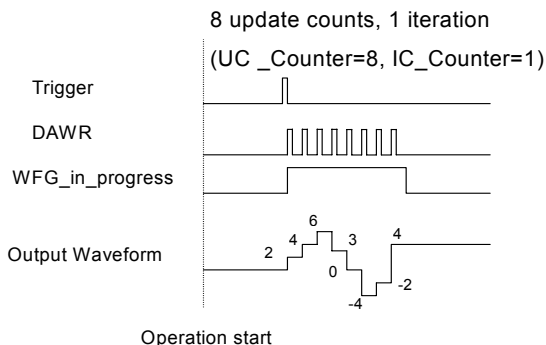 8 update counts, 1 iteration
(UC _Counter=8, IC_Counter=1)
Trigger
DAWR
WFG_in_progress
Output Waveform
2
4
6
3
0
-4
-2
4
Operation start